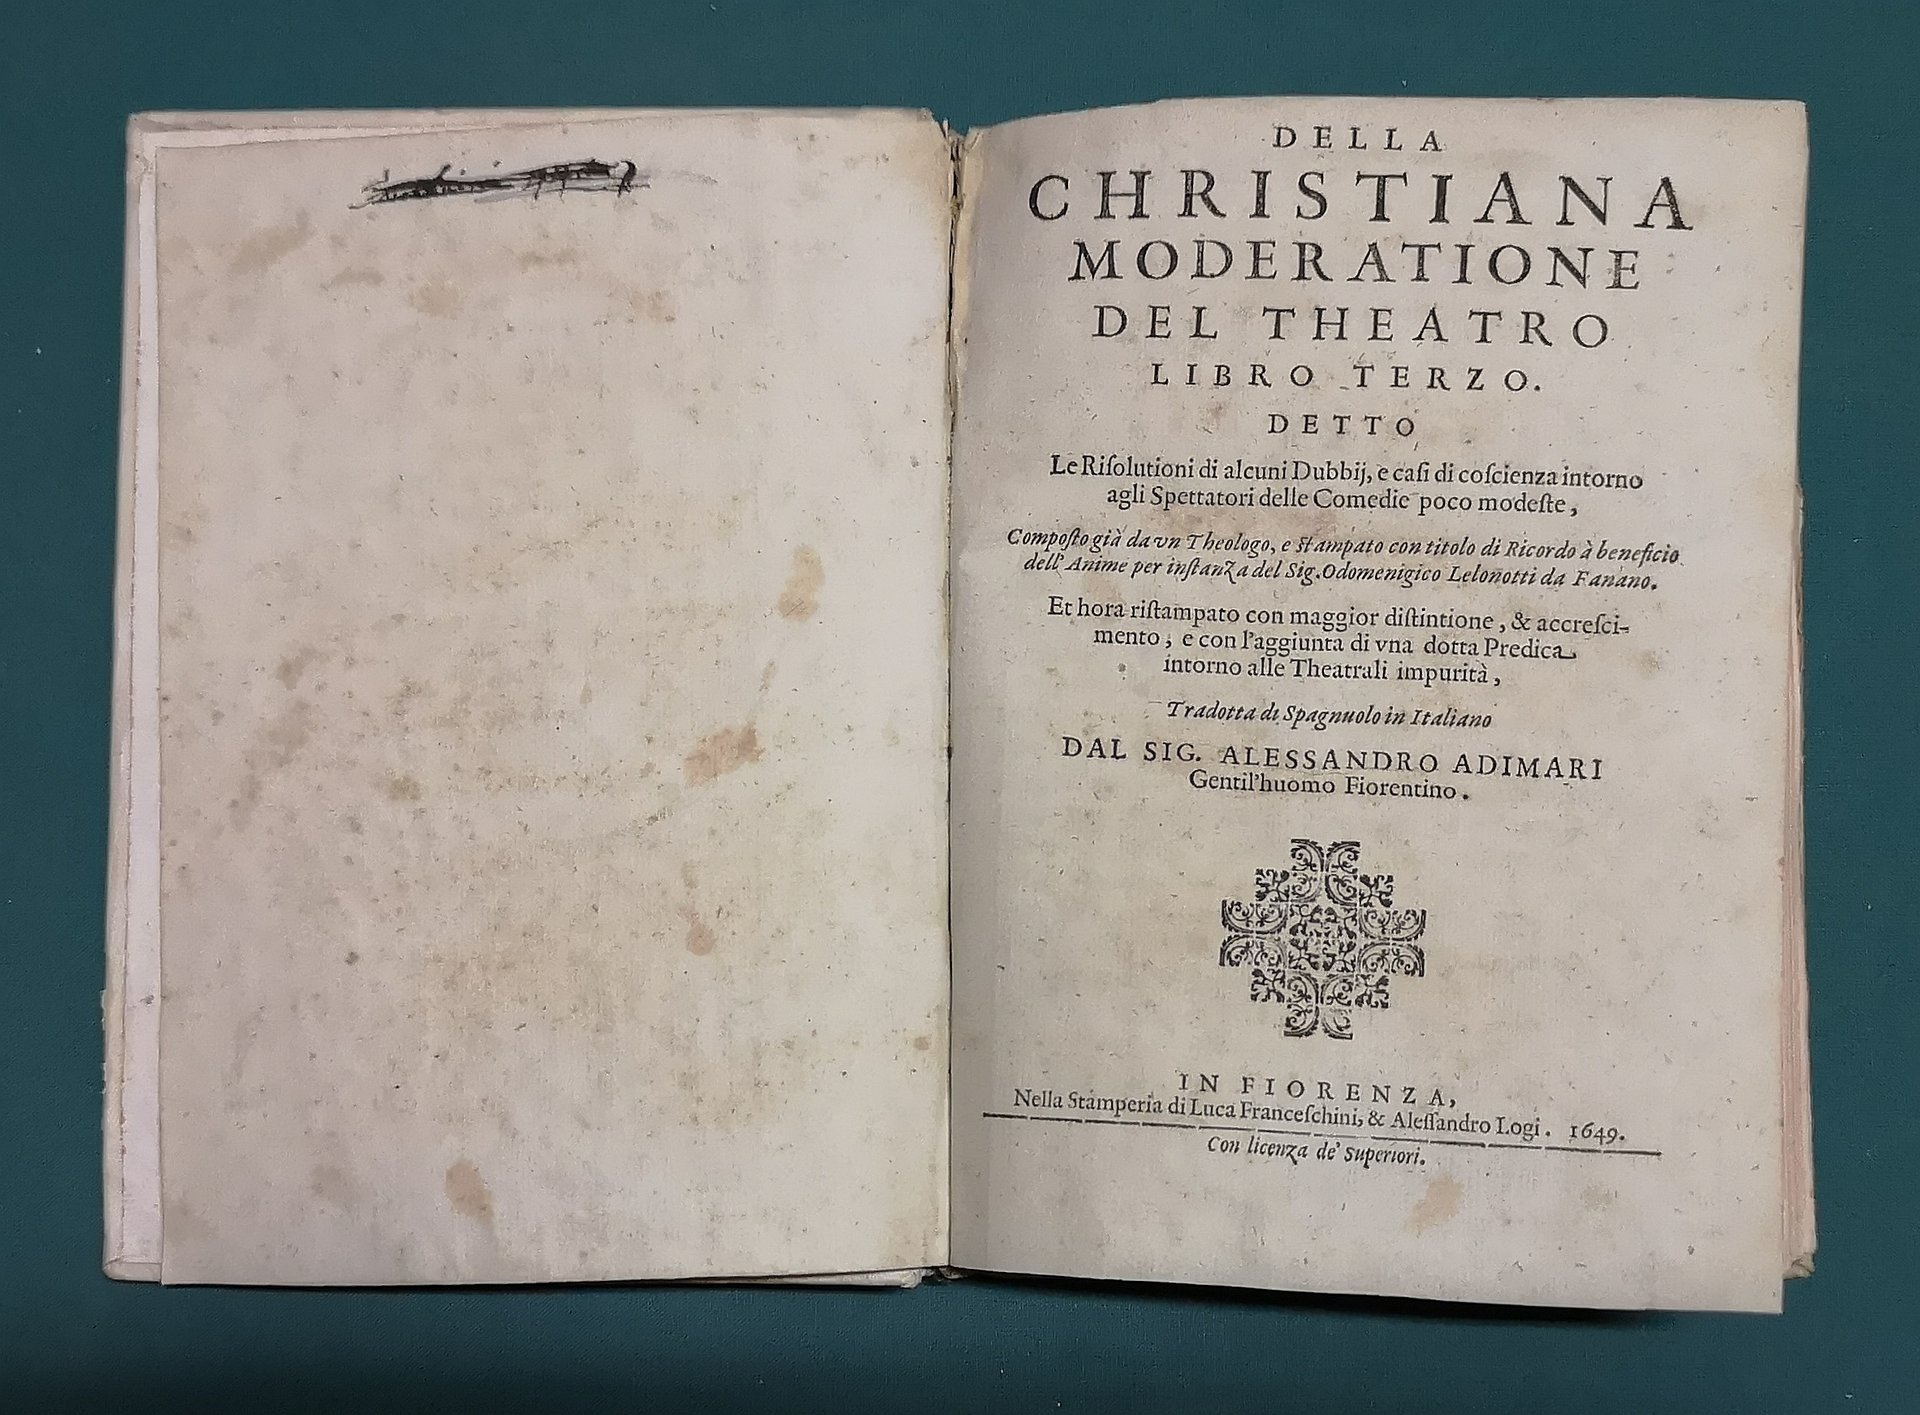 DELLA
CHRISTIANA
MODERATIONE
DEL THEATRO
LIBRO TERZO.
DETTO
Le Riſolutioni di alcuni Dubbij, e caſi di coſcienza intorno
agli Spettatori delle Comedie poco modeſte,
Compoſto già da vn Theologo, e ſtampato con titolo di Ricordo à beneficio
dell'Anime per inſtanza del Sig. Odomenigico Lelonotti da Fanano.
Et hora riſtampato con maggior diſtintione, & accreſci-
mento, e con l'aggiunta di vna dotta Predica
intorno alle Theatrali impurità,
Tradotta di Spagnuolo in Italiano
DAL SIG. ALESSANDRO ADIMARI
Gentil'huomo Fiorentino.
IN FIORENZA,
Nella Stamperia di Luca Franceſchini, & Aleſſandro Logi. 1649.
Con licenza de' Superiori.